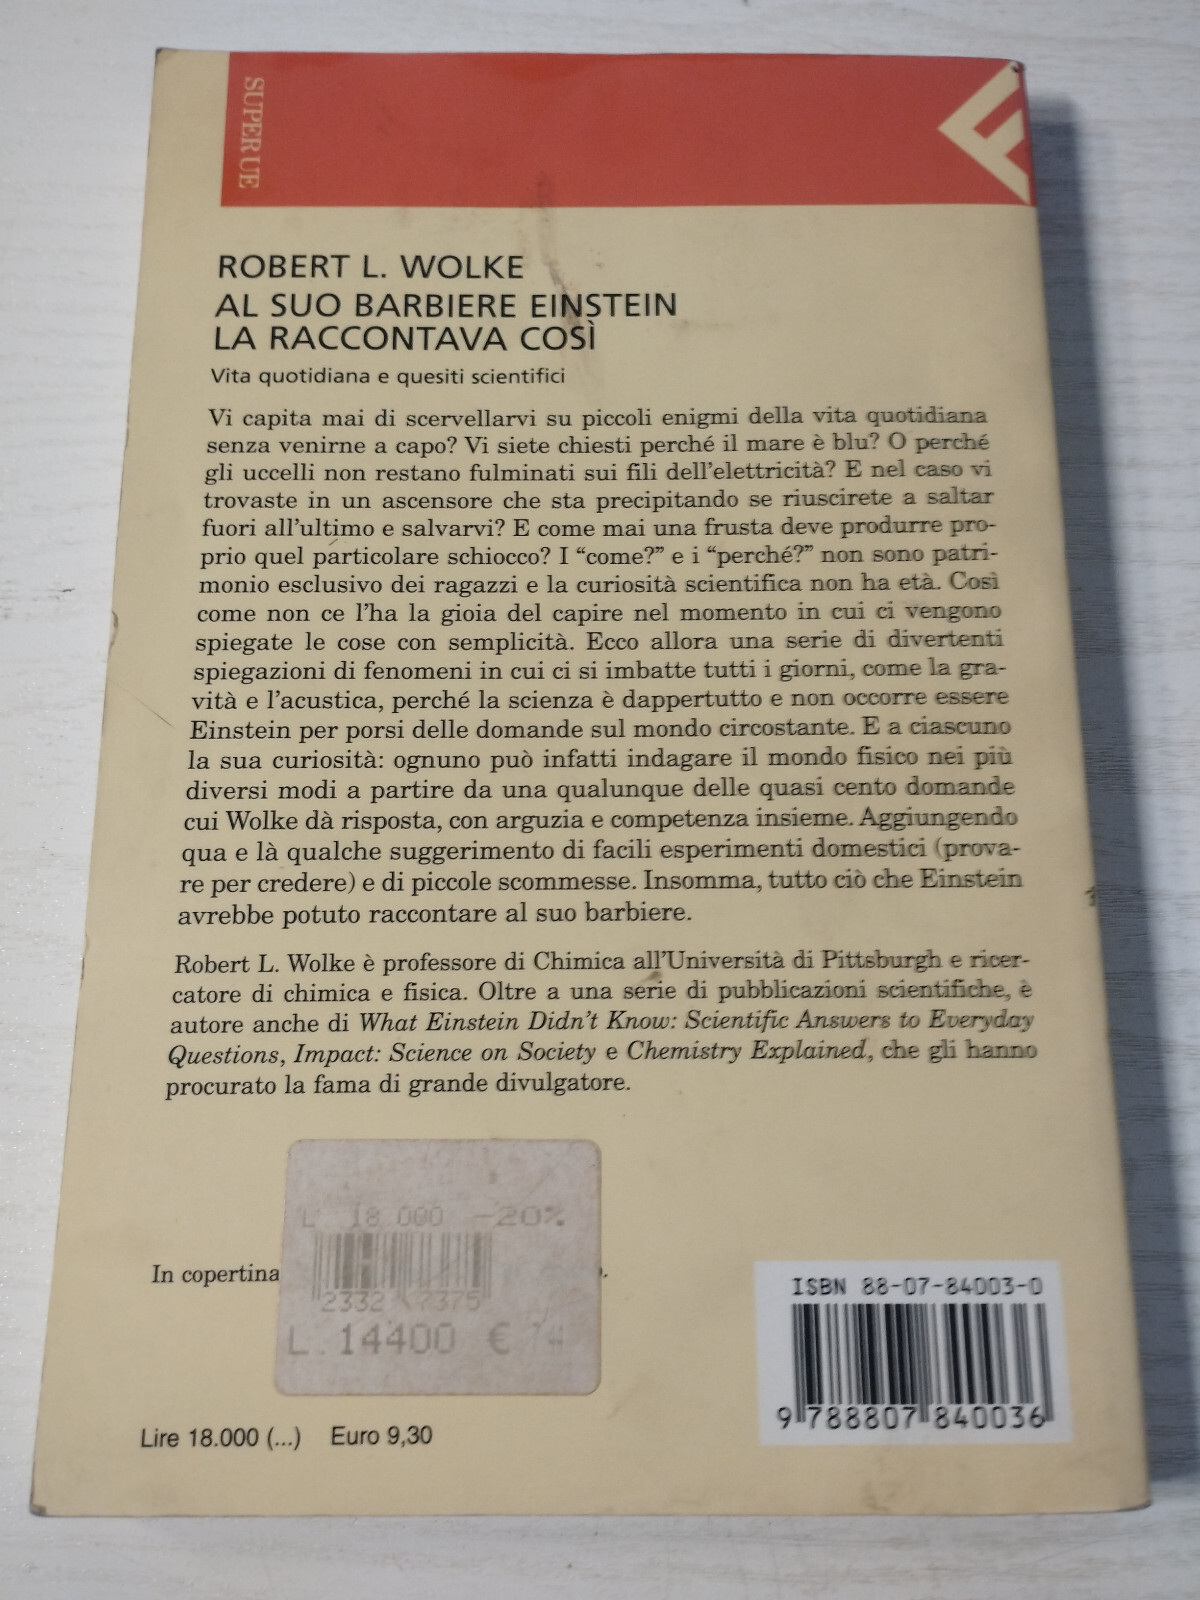 SUPER UE
ROBERT L. WOLKE
AL SUO BARBIERE EINSTEIN
LA RACCONTAVA COSÌ
Vita quotidiana e quesiti scientifici
Vi capita mai di scervellarvi su piccoli enigmi della vita quotidiana
senza venirne a capo? Vi siete chiesti perché il mare è blu? O perché
gli uccelli non restano fulminati sui fili dell'elettricità? E nel caso vi
trovaste in un ascensore che sta precipitando se riuscirete a saltar
fuori all'ultimo e salvarvi? E come mai una frusta deve produrre pro-
prio quel particolare schiocco? I “come?” e i “perché?” non sono patri-
monio esclusivo dei ragazzi e la curiosità scientifica non ha età. Così
come non ce l'ha la gioia del capire nel momento in cui ci vengono
spiegate le cose con semplicità. Ecco allora una serie di divertenti
spiegazioni di fenomeni in cui ci si imbatte tutti i giorni, come la gra-
vità e l'acustica, perché la scienza è dappertutto e non occorre essere
Einstein per porsi delle domande sul mondo circostante. E a ciascuno
la sua curiosità: ognuno può infatti indagare il mondo fisico nei più
diversi modi a partire da una qualunque delle quasi cento domande
cui Wolke dà risposta, con arguzia e competenza insieme. Aggiungendo
qua e là qualche suggerimento di facili esperimenti domestici (prova-
re per credere) e di piccole scommesse. Insomma, tutto ciò che Einstein
avrebbe potuto raccontare al suo barbiere.
Robert L. Wolke è professore di Chimica all'Università di Pittsburgh e ricer-
catore di chimica e fisica. Oltre a una serie di pubblicazioni scientifiche, è
autore anche di What Einstein Didn't Know: Scientific Answers to Everyday
Questions, Impact: Science on Society e Chemistry Explained, che gli hanno
procurato la fama di grande divulgatore.
L 18 000 -20%
In copertina
2332 7375
L. 14400 €
ISBN 88-07-84003-0
9 788807 840036
Lire 18.000 (...) Euro 9,30